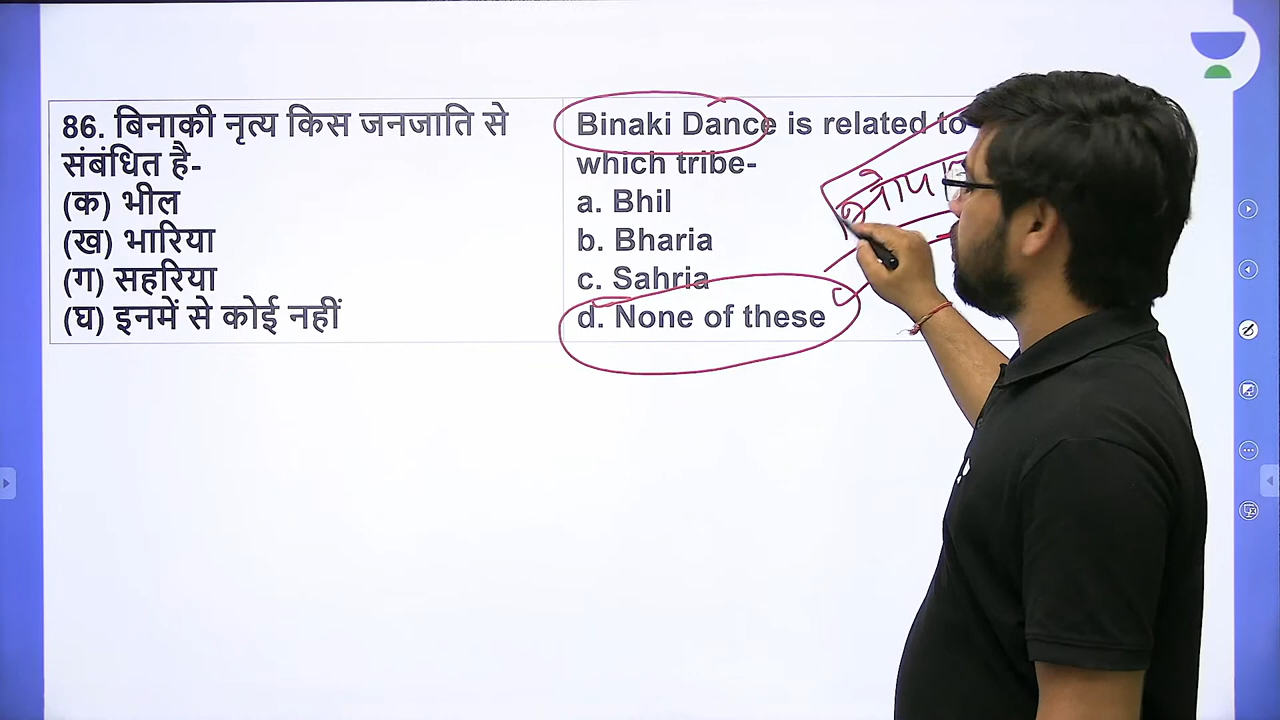 86. बिनाकी नृत्य किस जनजाति से
संबंधित है-
(क) भील
(ख) भारिया
(ग) सहरिया
(घ) इनमें से कोई नहीं
Binaki Dance is related to
which tribe-
a. Bhil
b. Bharia
c. Sahria
d. None of these